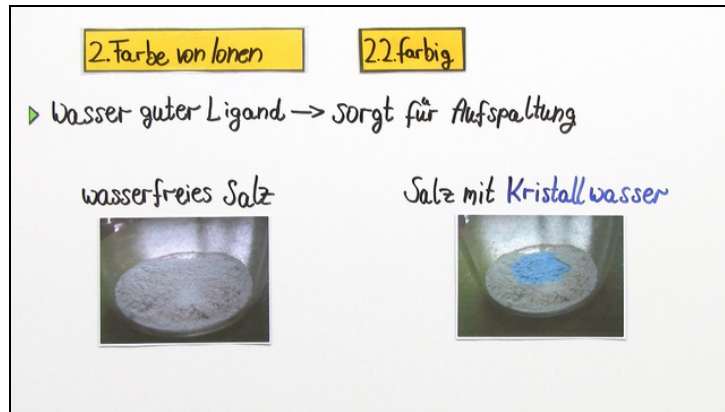 2. Farbe von Ionen
2.2. farbig
Wasser guter Ligand → sorgt für Aufspaltung
wasserfreies Salz
Salz mit Kristallwasser